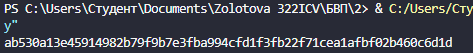 PS C:\Users\Студент\Documents\Zolotova 322ICV\БВП\2> & C:/Users/Сту
y"
ab530a13e45914982b79f9b7e3fba994cfd1f3fb22f71cea1afbf02b460c6d1d